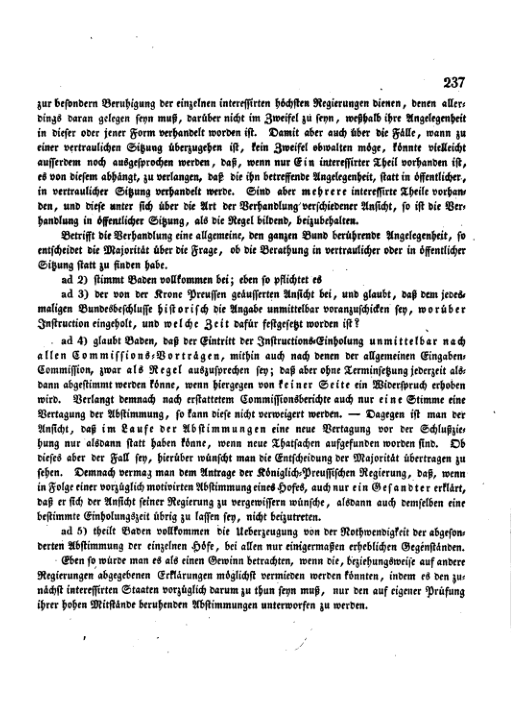 237
zur besondern Beruhigung der einzelnen interessirten höchsten Regierungen dienen, denen aller-
dings daran gelegen seyn muß, darüber nicht im Zweifel zu seyn, weßhalb ihre Angelegenheit
in dieser oder jener Form verhandelt worden ist. Damit aber auch über die Fälle, wann zu
einer vertraulichen Sitzung überzugehen ist, kein Zweifel obwalten möge, könnte vielleicht
ausserdem noch ausgesprochen werden, daß, wenn nur Ein interessirter Theil vorhanden ist,
es von diesem abhängt, zu verlangen, daß die ihn betreffende Angelegenheit, statt in öffentlicher,
in vertraulicher Sitzung verhandelt werde. Sind aber mehrere interessirte Theile vorhan-
den, und diese unter sich über die Art der Verhandlung verschiedener Ansicht, so ist die Ver-
handlung in öffentlicher Sitzung, als die Regel bildend, beizubehalten.
Betrifft die Verhandlung eine allgemeine, den ganzen Bund berührende Angelegenheit, so
entscheidet die Majorität über die Frage, ob die Berathung in vertraulicher oder in öffentlicher
Sitzung statt zu finden habe.
ad 2) stimmt Baden vollkommen bei; eben so pflichtet es
ad 3) der von der Krone Preussen geäusserten Ansicht bei, und glaubt, daß dem jedes-
maligen Bundesbeschlusse historisch die Angabe unmittelbar voranzuschicken sey, worüber
Instruction eingeholt, und welche Zeit dafür festgesetzt worden ist?
ad 4) glaubt Baden, daß der Eintritt der Instructions-Einholung unmittelbar nach
allen Commissions-Vorträgen, mithin auch nach denen der allgemeinen Eingaben-
Commission, zwar als Regel auszusprechen sey; daß aber ohne Terminsetzung jederzeit als-
dann abgestimmt werden könne, wenn hiergegen von keiner Seite ein Widerspruch erhoben
wird. Verlangt demnach nach erstattetem Commissionsberichte auch nur eine Stimme eine
Vertagung der Abstimmung, so kann diese nicht verweigert werden. — Dagegen ist man der
Ansicht, daß im Laufe der Abstimmungen eine neue Vertagung vor der Schlußzie-
hung nur alsdann statt haben könne, wenn neue Thatsachen aufgefunden worden sind. Ob
dieses aber der Fall sey, hierüber wünscht man die Entscheidung der Majorität übertragen zu
sehen. Demnach vermag man dem Antrage der Königlich-Preussischen Regierung, daß, wenn
in Folge einer vorzüglich motivirten Abstimmung eines Hofes, auch nur ein Gesandter erklärt,
daß er sich der Ansicht seiner Regierung zu vergewissern wünsche, alsdann auch demselben eine
bestimmte Einholungszeit übrig zu lassen sey, nicht beizutreten.
ad 5) theilt Baden vollkommen die Ueberzeugung von der Nothwendigkeit der abgeson-
derten Abstimmung der einzelnen Höfe, bei allen nur einigermaßen erheblichen Gegenständen.
Eben so würde man es als einen Gewinn betrachten, wenn die, beziehungsweise auf andere
Regierungen abgegebenen Erklärungen möglichst vermieden werden könnten, indem es den zu-
nächst interessirten Staaten vorzüglich darum zu thun seyn muß, nur den auf eigener Prüfung
ihrer hohen Mitstände beruhenden Abstimmungen unterworfen zu werden.